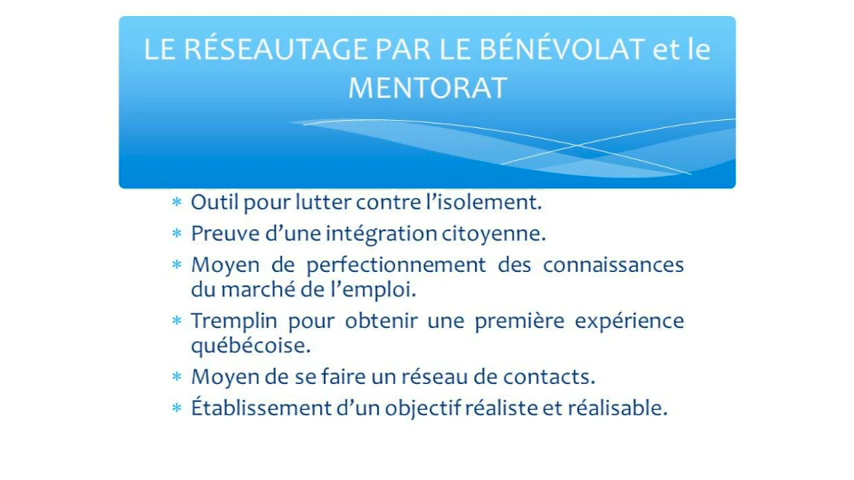 LE RÉSEAUTAGE PAR LE BÉNÉVOLAT et le
MENTORAT
* Outil pour lutter contre l’isolement.
* Preuve d’une intégration citoyenne.
* Moyen de perfectionnement des connaissances
du marché de l’emploi.
* Tremplin pour obtenir une première expérience
québécoise.
* Moyen de se faire un réseau de contacts.
* Établissement d’un objectif réaliste et réalisable.